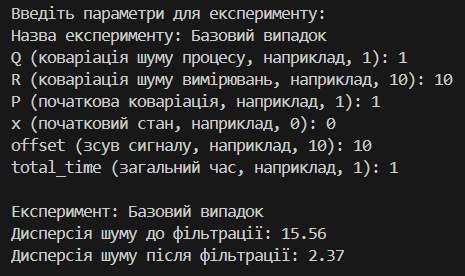 Введіть параметри для експерименту:
Назва експерименту: Базовий випадок
Q (коваріація шуму процесу, наприклад, 1): 1
R (коваріація шуму вимірювань, наприклад, 10): 10
P (початкова коваріація, наприклад, 1): 1
x (початковий стан, наприклад, 0): 0
offset (зсув сигналу, наприклад, 10): 10
total_time (загальний час, наприклад, 1): 1
Експеримент: Базовий випадок
Дисперсія шуму до фільтрації: 15.56
Дисперсія шуму після фільтрації: 2.37